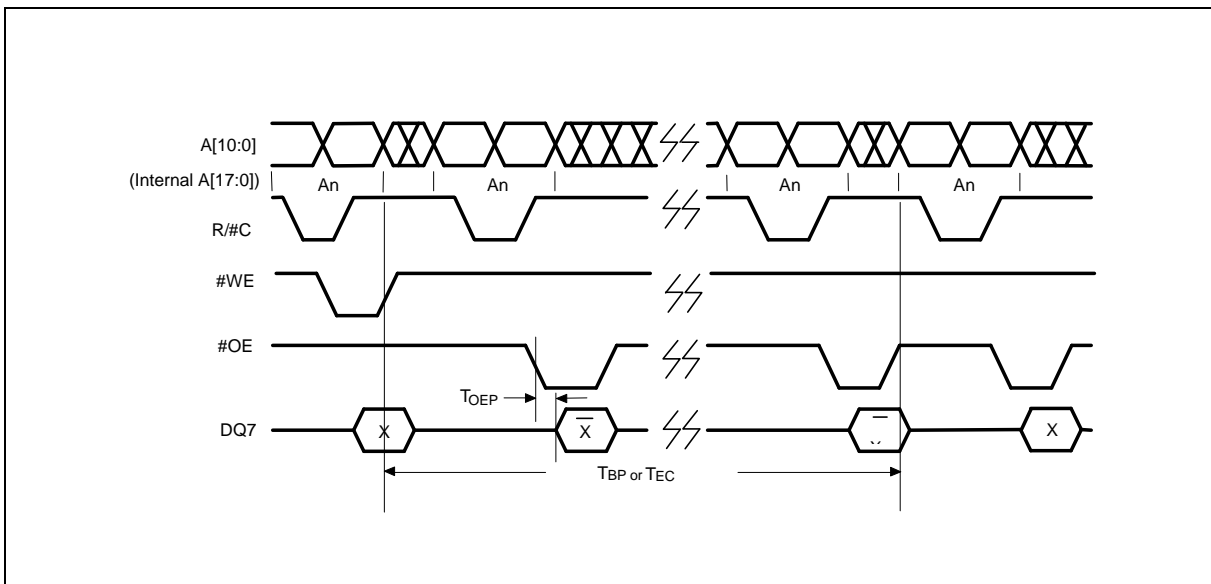 A[10:0]
(Internal A[17:0])
An
An
An
An
R/#C
#WE
#OE
TOEP
DQ7
X
X
X
TBP or TEC